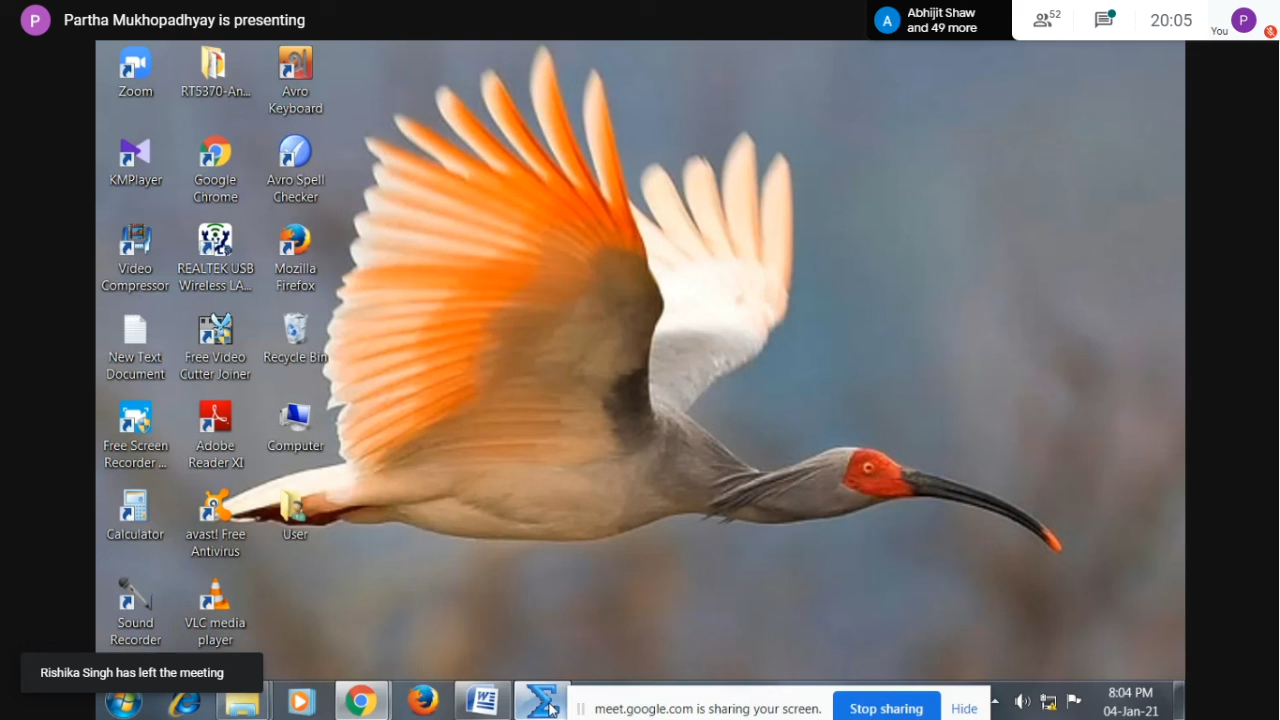 Partha Mukhopadhyay is presenting
Abhijit Shaw
and 49 more
52
20:05
You
P
P
A
Zoom
RT5370-An...
Avro
Keyboard
KMPlayer
Google
Chrome
Avro Spell
Checker
Video
Compressor
REALTEK USB
Wireless LA...
Mozilla
Firefox
New Text
Document
Free Video
Cutter Joiner
Recycle Bin
Free Screen
Recorder ...
Adobe
Reader XI
Computer
Calculator
avast! Free
Antivirus
User
Sound
Recorder
VLC media
player
Rishika Singh has left the meeting
meet.google.com is sharing your screen.
Stop sharing
Hide
8:04 PM
04-Jan-21